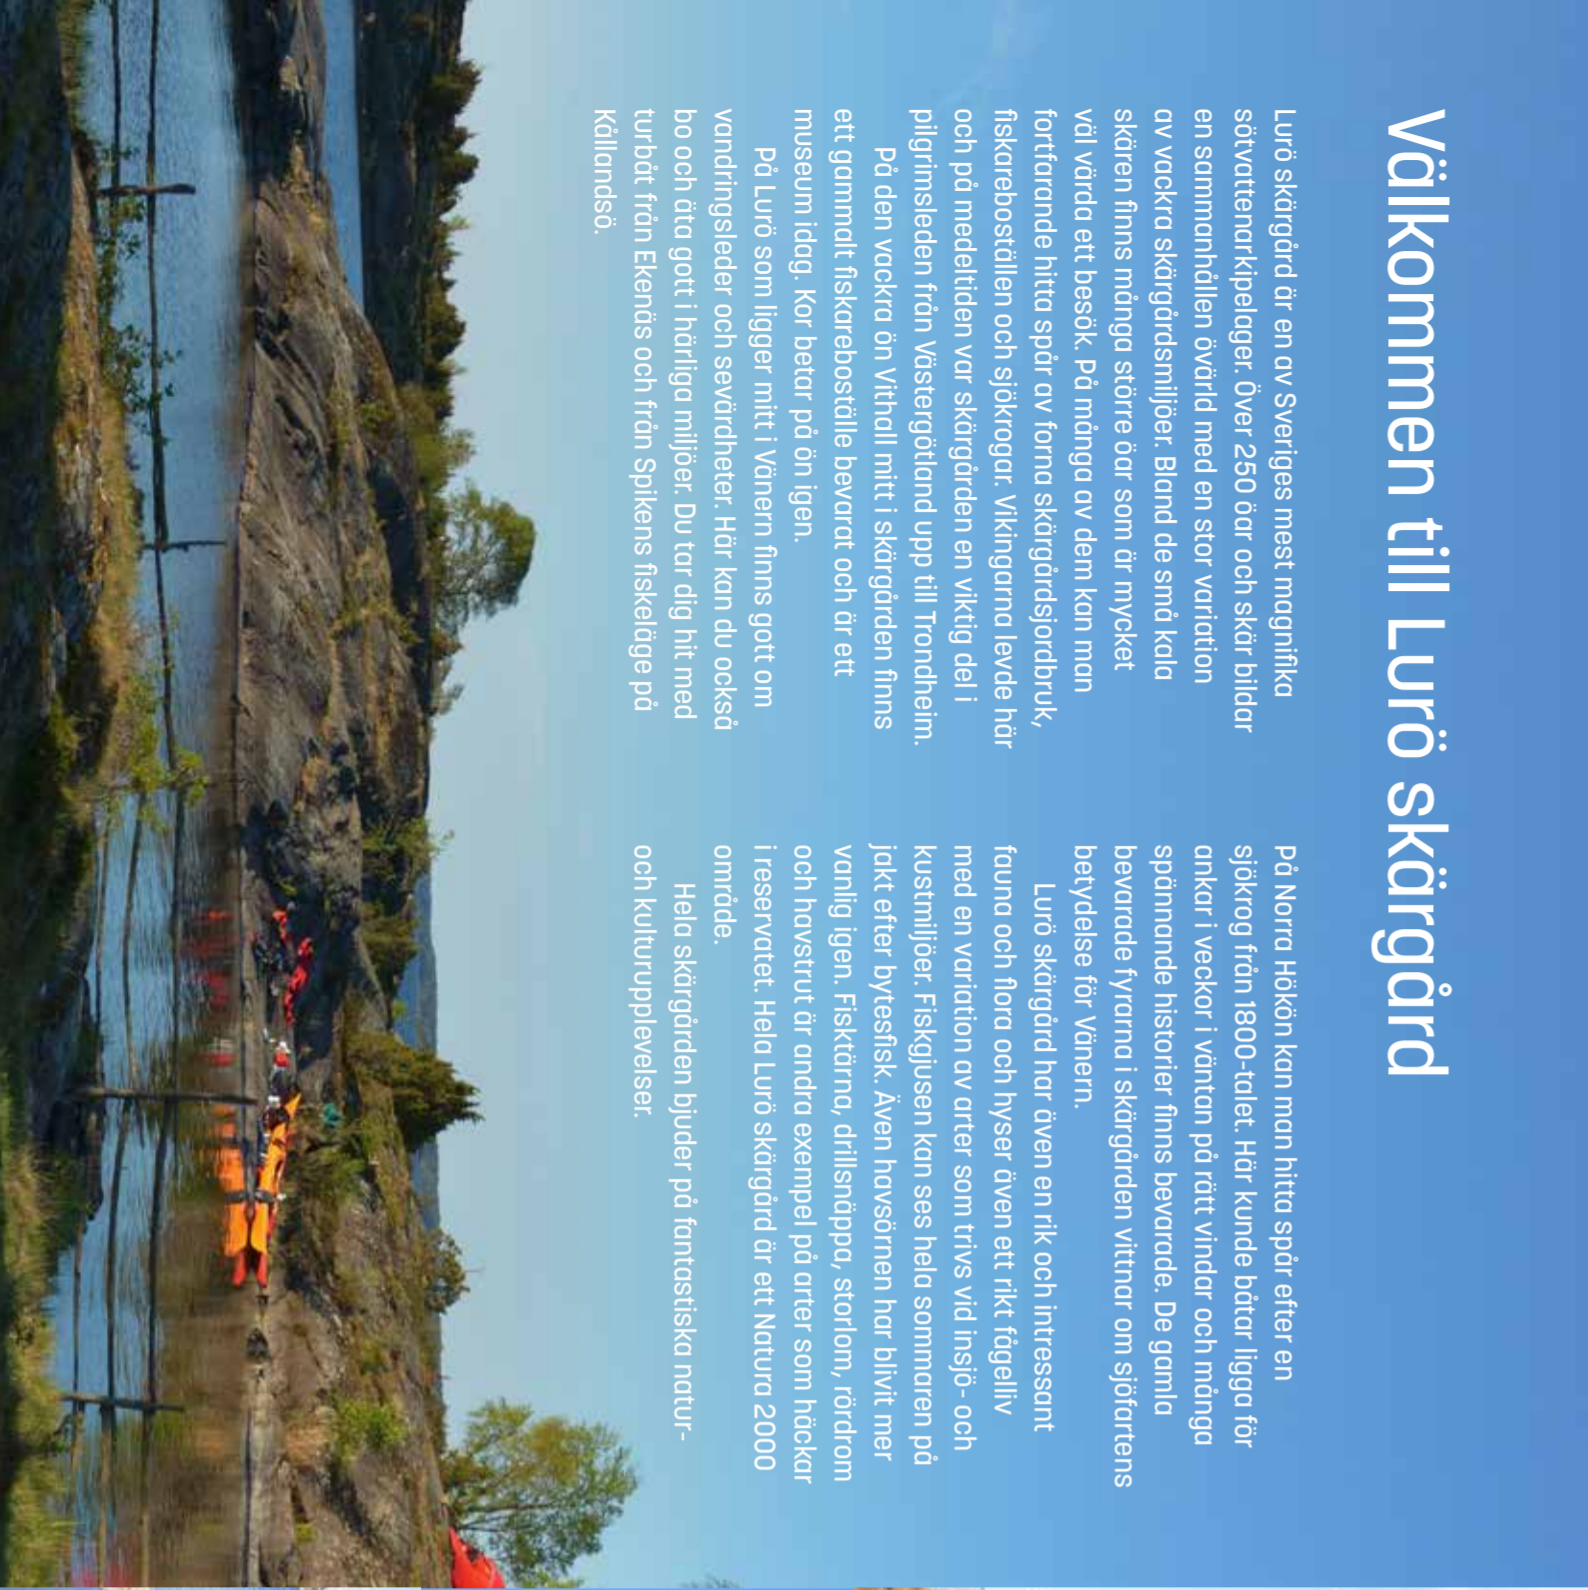 Välkommen till Lurö skärgård
Lurö skärgård är en av Sveriges mest magnifika
sötvattenarkipelager. Över 250 öar och skär bildar
en sammanhållen övärld med en stor variation
av vackra skärgårdsmiljöer. Bland de små kala
skären finns många större öar som är mycket
väl värda ett besök. På många av dem kan man
fortfarande hitta spår av forna skärgårdsjordbruk,
fiskareboställen och sjökrogar. Vikingarna levde här
och på medeltiden var skärgården en viktig del i
pilgrimsleden från Västergötland upp till Trondheim.
På den vackra ön Vithall mitt i skärgården finns
ett gammalt fiskareboställe bevarat och är ett
museum idag. Kor betar på ön igen.
På Lurö som ligger mitt i Vänern finns gott om
vandringsleder och sevärdheter. Här kan du också
bo och äta gott i härliga miljöer. Du tar dig hit med
turbåt från Ekenäs och från Spikens fiskeläge på
Kållandsö.
På Norra Hökön kan man hitta spår efter en
sjökrog från 1800-talet. Här kunde båtar ligga för
ankar i veckor i väntan på rätt vindar och många
spännande historier finns bevarade. De gamla
bevarade fyrarna i skärgården vittnar om sjöfartens
betydelse för Vänern.
Lurö skärgård har även en rik och intressant
fauna och flora och hyser även ett rikt fågelliv
med en variation av arter som trivs vid insjö- och
kustmiljöer. Fiskgjusen kan ses hela sommaren på
jakt efter bytesfisk. Även havsörnen har blivit mer
vanlig igen. Fisktärna, drillsnäppa, storlom, rördrom
och havstrut är andra exempel på arter som häckar
i reservatet. Hela Lurö skärgård är ett Natura 2000
område.
Hela skärgården bjuder på fantastiska natur-
och kulturupplevelser.